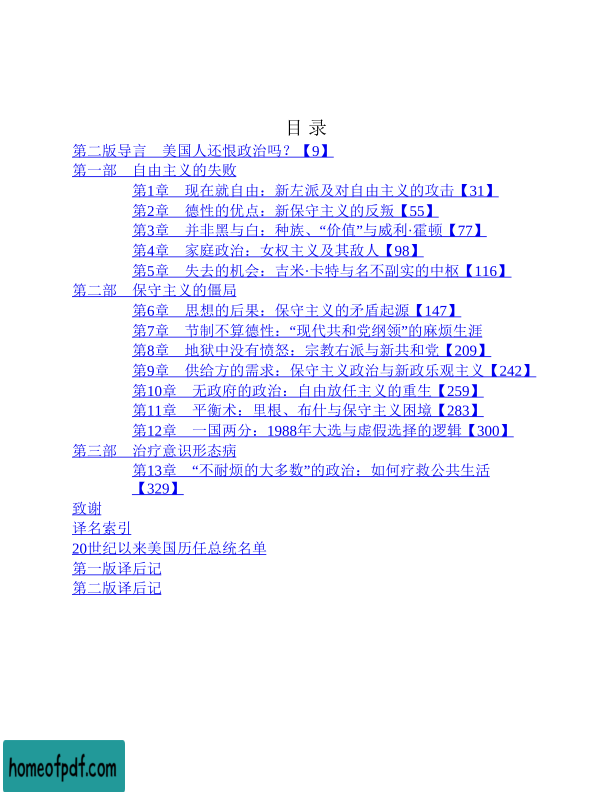 目 录
第二版导言　美国人还恨政治吗？【9】
第一部　自由主义的失败
第1章　现在就自由：新左派及对自由主义的攻击【31】
第2章　德性的优点：新保守主义的反叛【55】
第3章　并非黑与白：种族、“价值”与威利·霍顿【77】
第4章　家庭政治：女权主义及其敌人【98】
第5章　失去的机会：吉米·卡特与名不副实的中枢【116】
第二部　保守主义的僵局
第6章　思想的后果：保守主义的矛盾起源【147】
第7章　节制不算德性：“现代共和党纲领”的麻烦生涯
第8章　地狱中没有愤怒：宗教右派与新共和党【209】
第9章　供给方的需求：保守主义政治与新政乐观主义【242】
第10章　无政府的政治：自由放任主义的重生【259】
第11章　平衡术：里根、布什与保守主义困境【283】
第12章　一国两分：1988年大选与虚假选择的逻辑【300】
第三部　治疗意识形态病
第13章　“不耐烦的大多数”的政治：如何疗救公共生活
【329】
致谢
译名索引
20世纪以来美国历任总统名单
第一版译后记
第二版译后记
homeofpdf.com